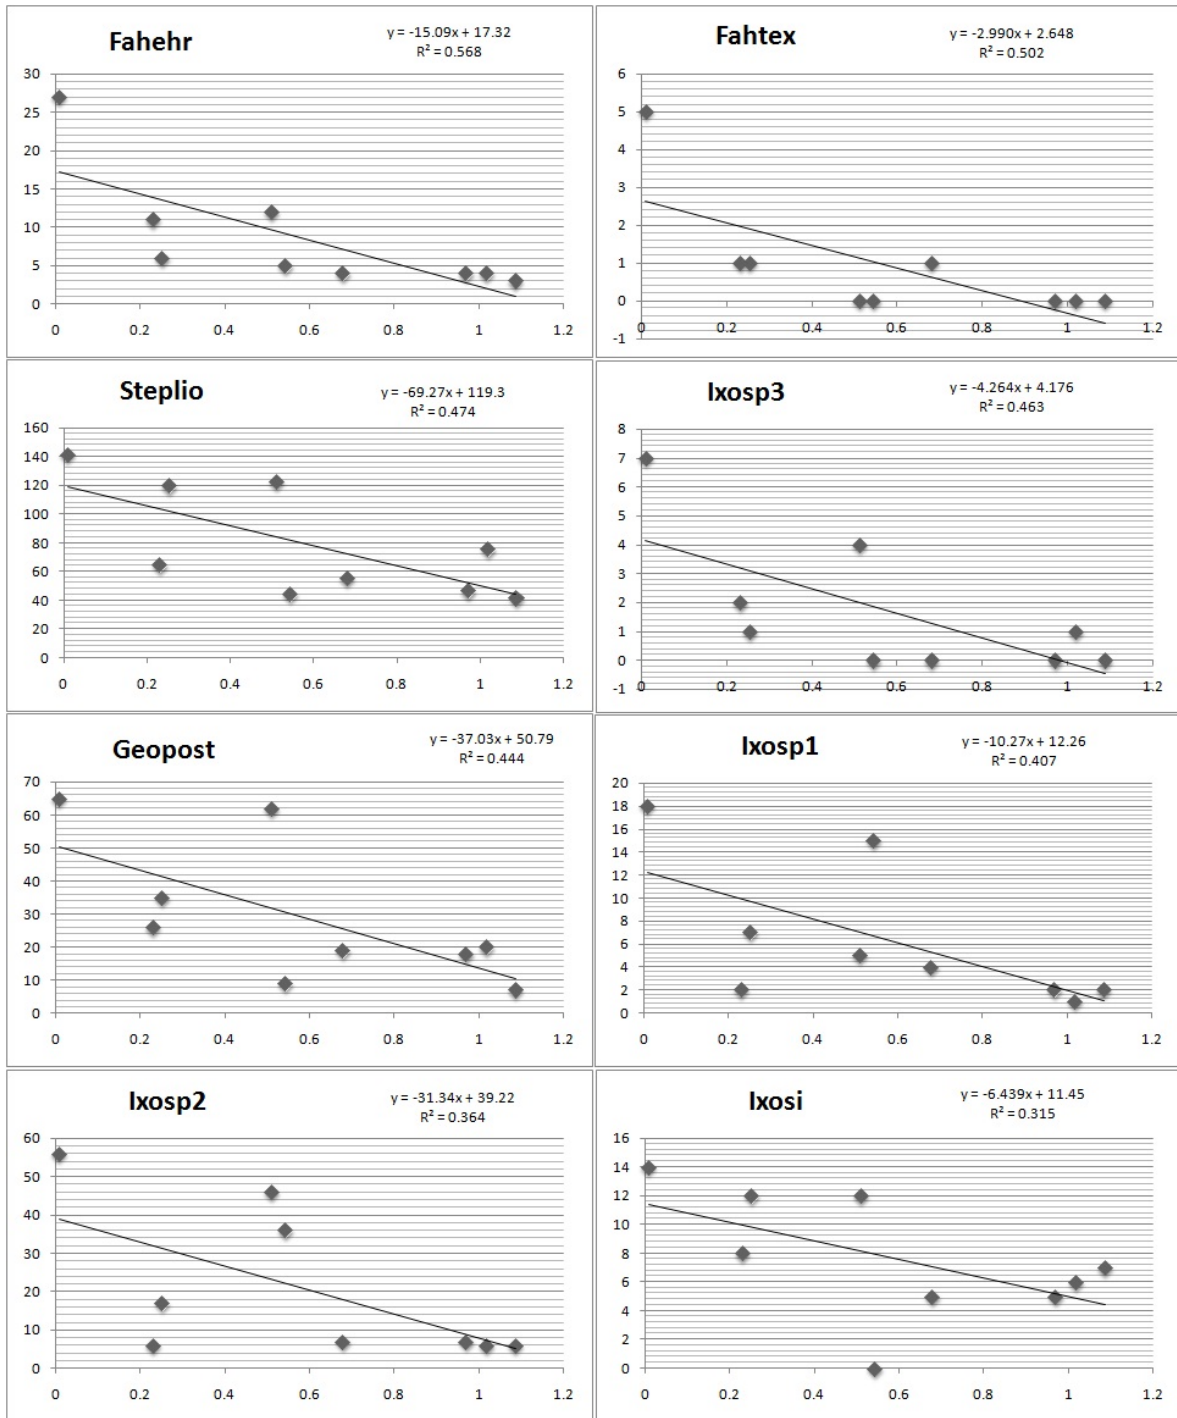 Fahehr
y = -15.09x + 17.32
R² = 0.568
30
25
20
15
10
5
0
0 0.2 0.4 0.6 0.8 1 1.2
Fahtex
y = -2.990x + 2.648
R² = 0.502
6
5
4
3
2
1
0
-1
0 0.2 0.4 0.6 0.8 1 1.2
Steplio
y = -69.27x + 119.3
R² = 0.474
160
140
120
100
80
60
40
20
0
0 0.2 0.4 0.6 0.8 1 1.2
Ixosp3
y = -4.264x + 4.176
R² = 0.463
8
7
6
5
4
3
2
1
0
-1
0 0.2 0.4 0.6 0.8 1 1.2
Geopost
y = -37.03x + 50.79
R² = 0.444
70
60
50
40
30
20
10
0
0 0.2 0.4 0.6 0.8 1 1.2
Ixosp1
y = -10.27x + 12.26
R² = 0.407
20
18
16
14
12
10
8
6
4
2
0
0 0.2 0.4 0.6 0.8 1 1.2
Ixosp2
y = -31.34x + 39.22
R² = 0.364
60
50
40
30
20
10
0
0 0.2 0.4 0.6 0.8 1 1.2
Ixosi
y = -6.439x + 11.45
R² = 0.315
16
14
12
10
8
6
4
2
0
0 0.2 0.4 0.6 0.8 1 1.2